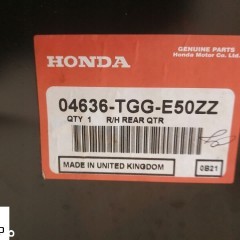 HONDA
GENUINE PARTS
Honda Motor Co. Ltd.
04636-TGG-E50ZZ
QTY 1 R/H REAR QTR
MADE IN UNITED KINGDOM
0B21